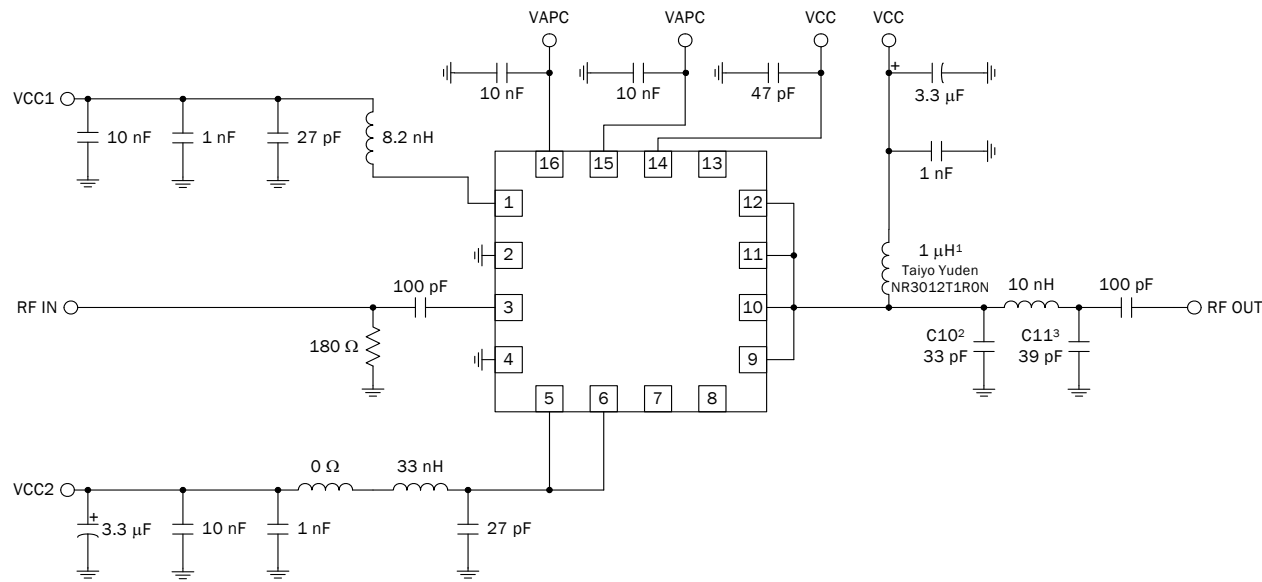 VAPC
VAPC
VCC
VCC
10 nF
10 nF
47 pF
+
3.3 µF
VCC1
10 nF
1 nF
27 pF
8.2 nH
1 nF
16
15
14
13
1
2
3
4
12
11
10
9
5
6
7
8
1 µH¹
Taiyo Yuden
NR3012T1R0N
RF IN
100 pF
180 Ω
10 nH
100 pF
RF OUT
C10²
33 pF
C11³
39 pF
0 Ω
33 nH
VCC2
+
3.3 µF
10 nF
1 nF
27 pF